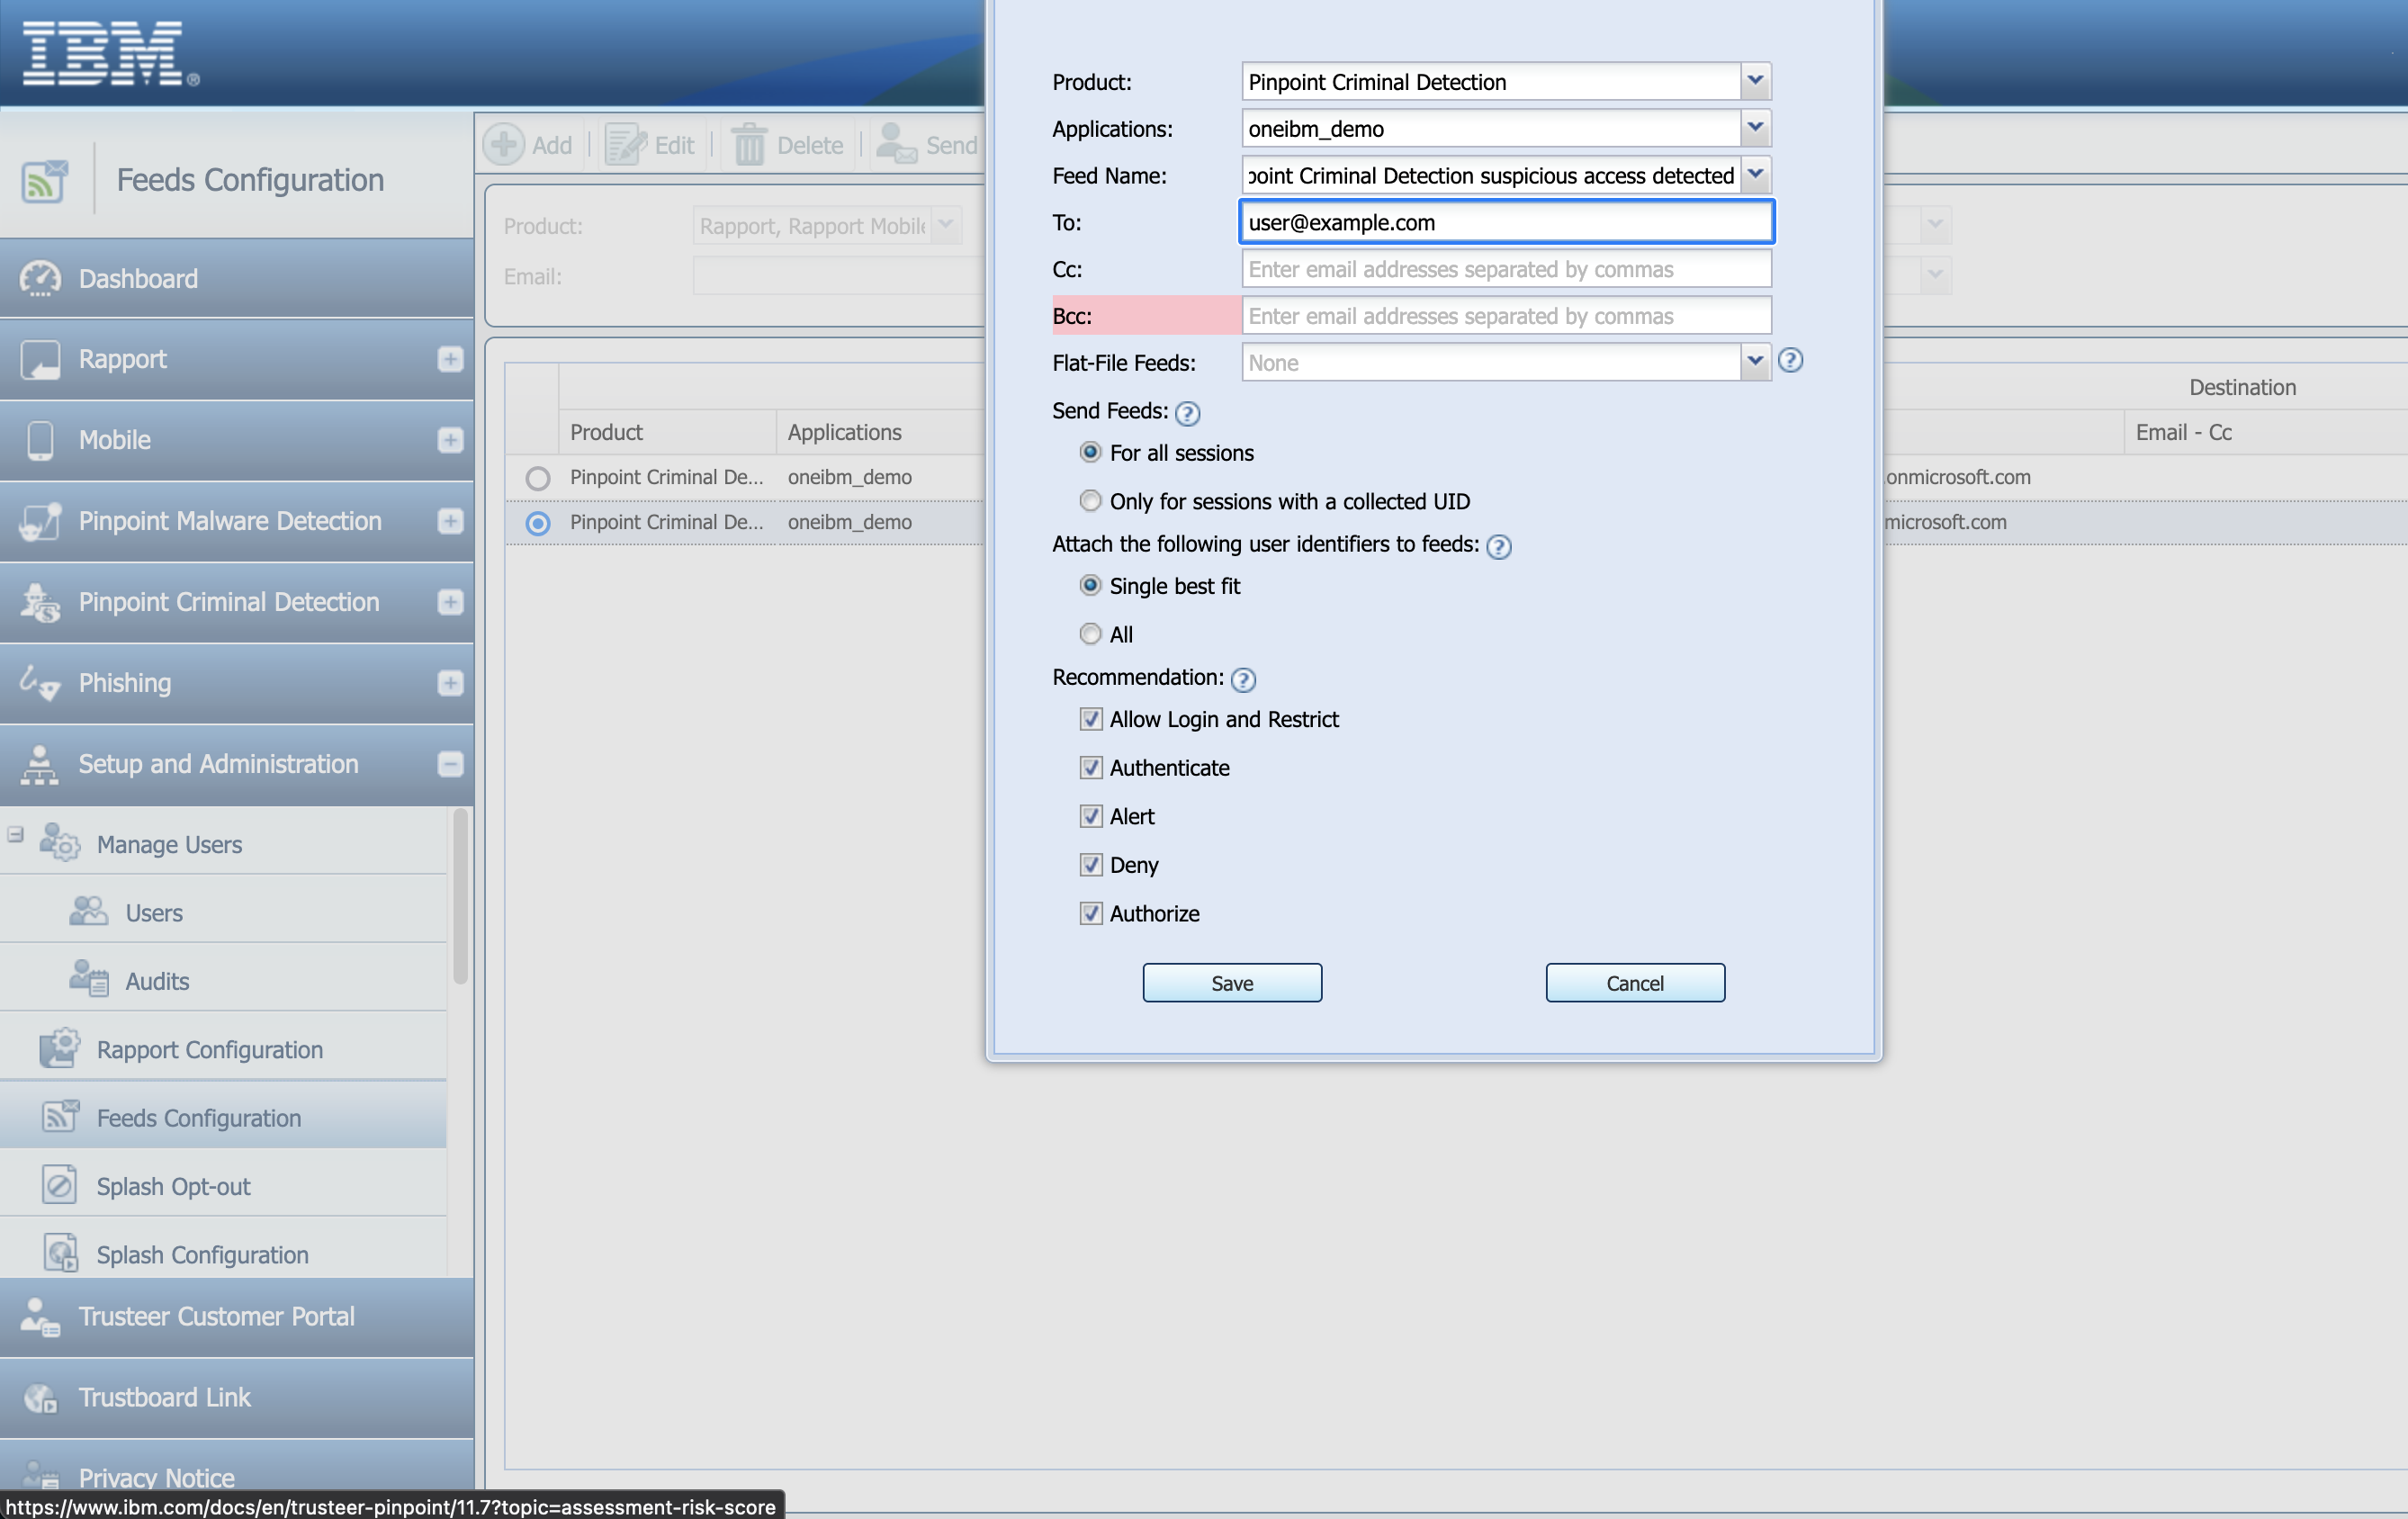 IBM®
Feeds Configuration
Dashboard
Rapport
Mobile
Pinpoint Malware Detection
Pinpoint Criminal Detection
Phishing
Setup and Administration
Manage Users
Users
Audits
Rapport Configuration
Feeds Configuration
Splash Opt-out
Splash Configuration
Trusteer Customer Portal
Trustboard Link
Privacy Notice
https://www.ibm.com/docs/en/trusteer-pinpoint/11.7?topic=assessment-risk-score
Add | Edit | Delete | Send
Product: Rapport, Rapport Mobile
Email:
Destination
Product Applications Email - Cc
Pinpoint Criminal De... oneibm_demo onmicrosoft.com
Pinpoint Criminal De... oneibm_demo microsoft.com
Product: Pinpoint Criminal Detection
Applications: oneibm_demo
Feed Name: point Criminal Detection suspicious access detected
To: user@example.com
Cc: Enter email addresses separated by commas
Bcc: Enter email addresses separated by commas
Flat-File Feeds: None ?
Send Feeds: ?
For all sessions
Only for sessions with a collected UID
Attach the following user identifiers to feeds: ?
Single best fit
All
Recommendation: ?
Allow Login and Restrict
Authenticate
Alert
Deny
Authorize
Save Cancel